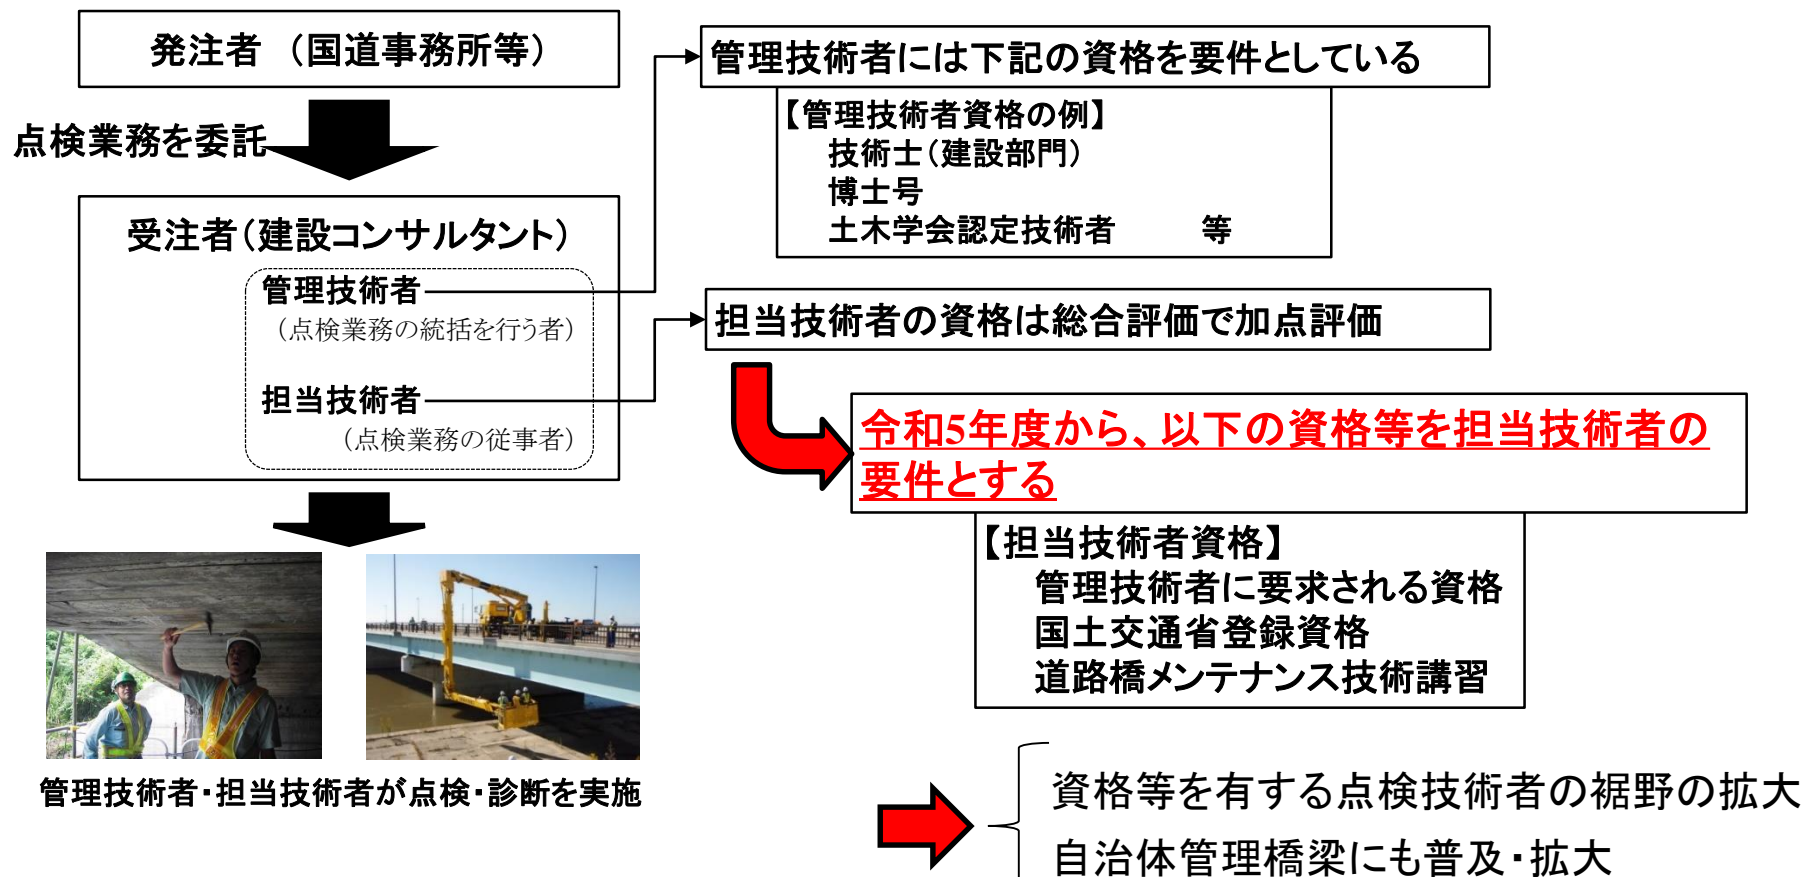 発注者 （国道事務所等）
点検業務を委託
受注者（建設コンサルタント）
管理技術者
（点検業務の統括を行う者）
担当技術者
（点検業務の従事者）
管理技術者・担当技術者が点検・診断を実施
管理技術者には下記の資格を要件としている
【管理技術者資格の例】
技術士（建設部門）
博士号
土木学会認定技術者 等
担当技術者の資格は総合評価で加点評価
令和5年度から、以下の資格等を担当技術者の
要件とする
【担当技術者資格】
管理技術者に要求される資格
国土交通省登録資格
道路橋メンテナンス技術講習
資格等を有する点検技術者の裾野の拡大
自治体管理橋梁にも普及・拡大